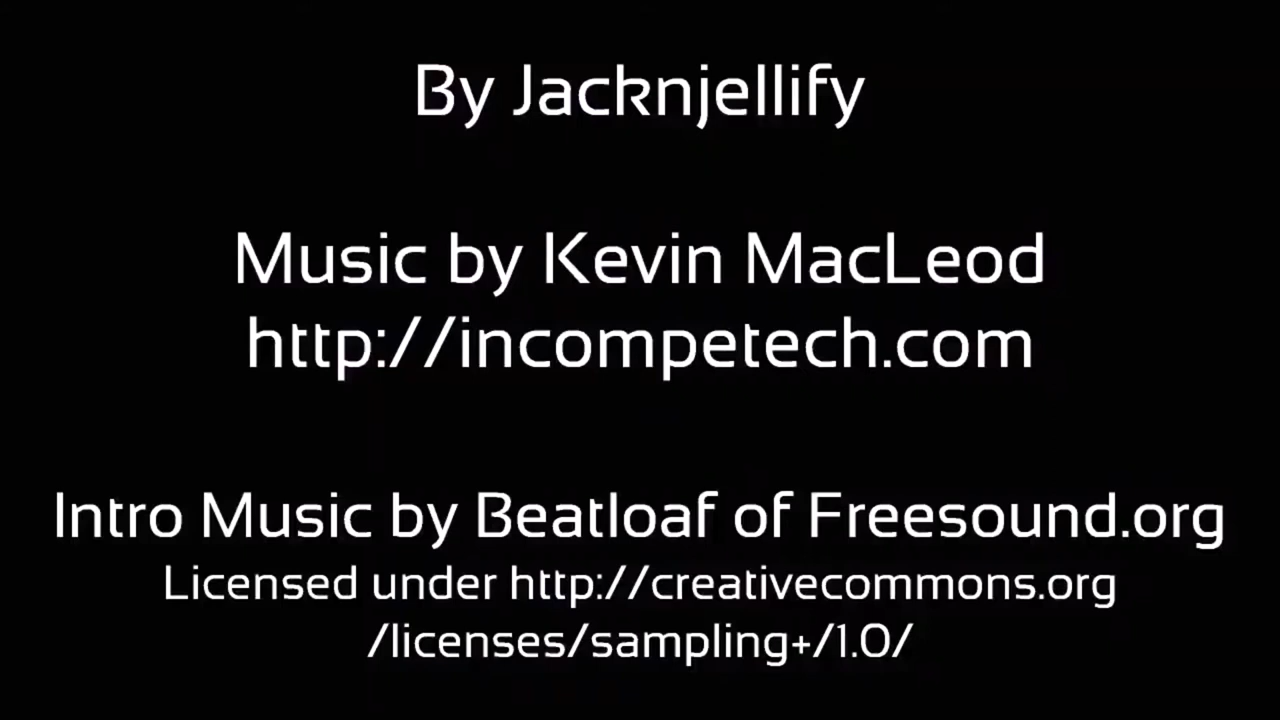 By Jacknjellify
Music by Kevin MacLeod
http://incompetech.com
Intro Music by Beatloaf of Freesound.org
Licensed under http://creativecommons.org
/licenses/sampling+/1.0/